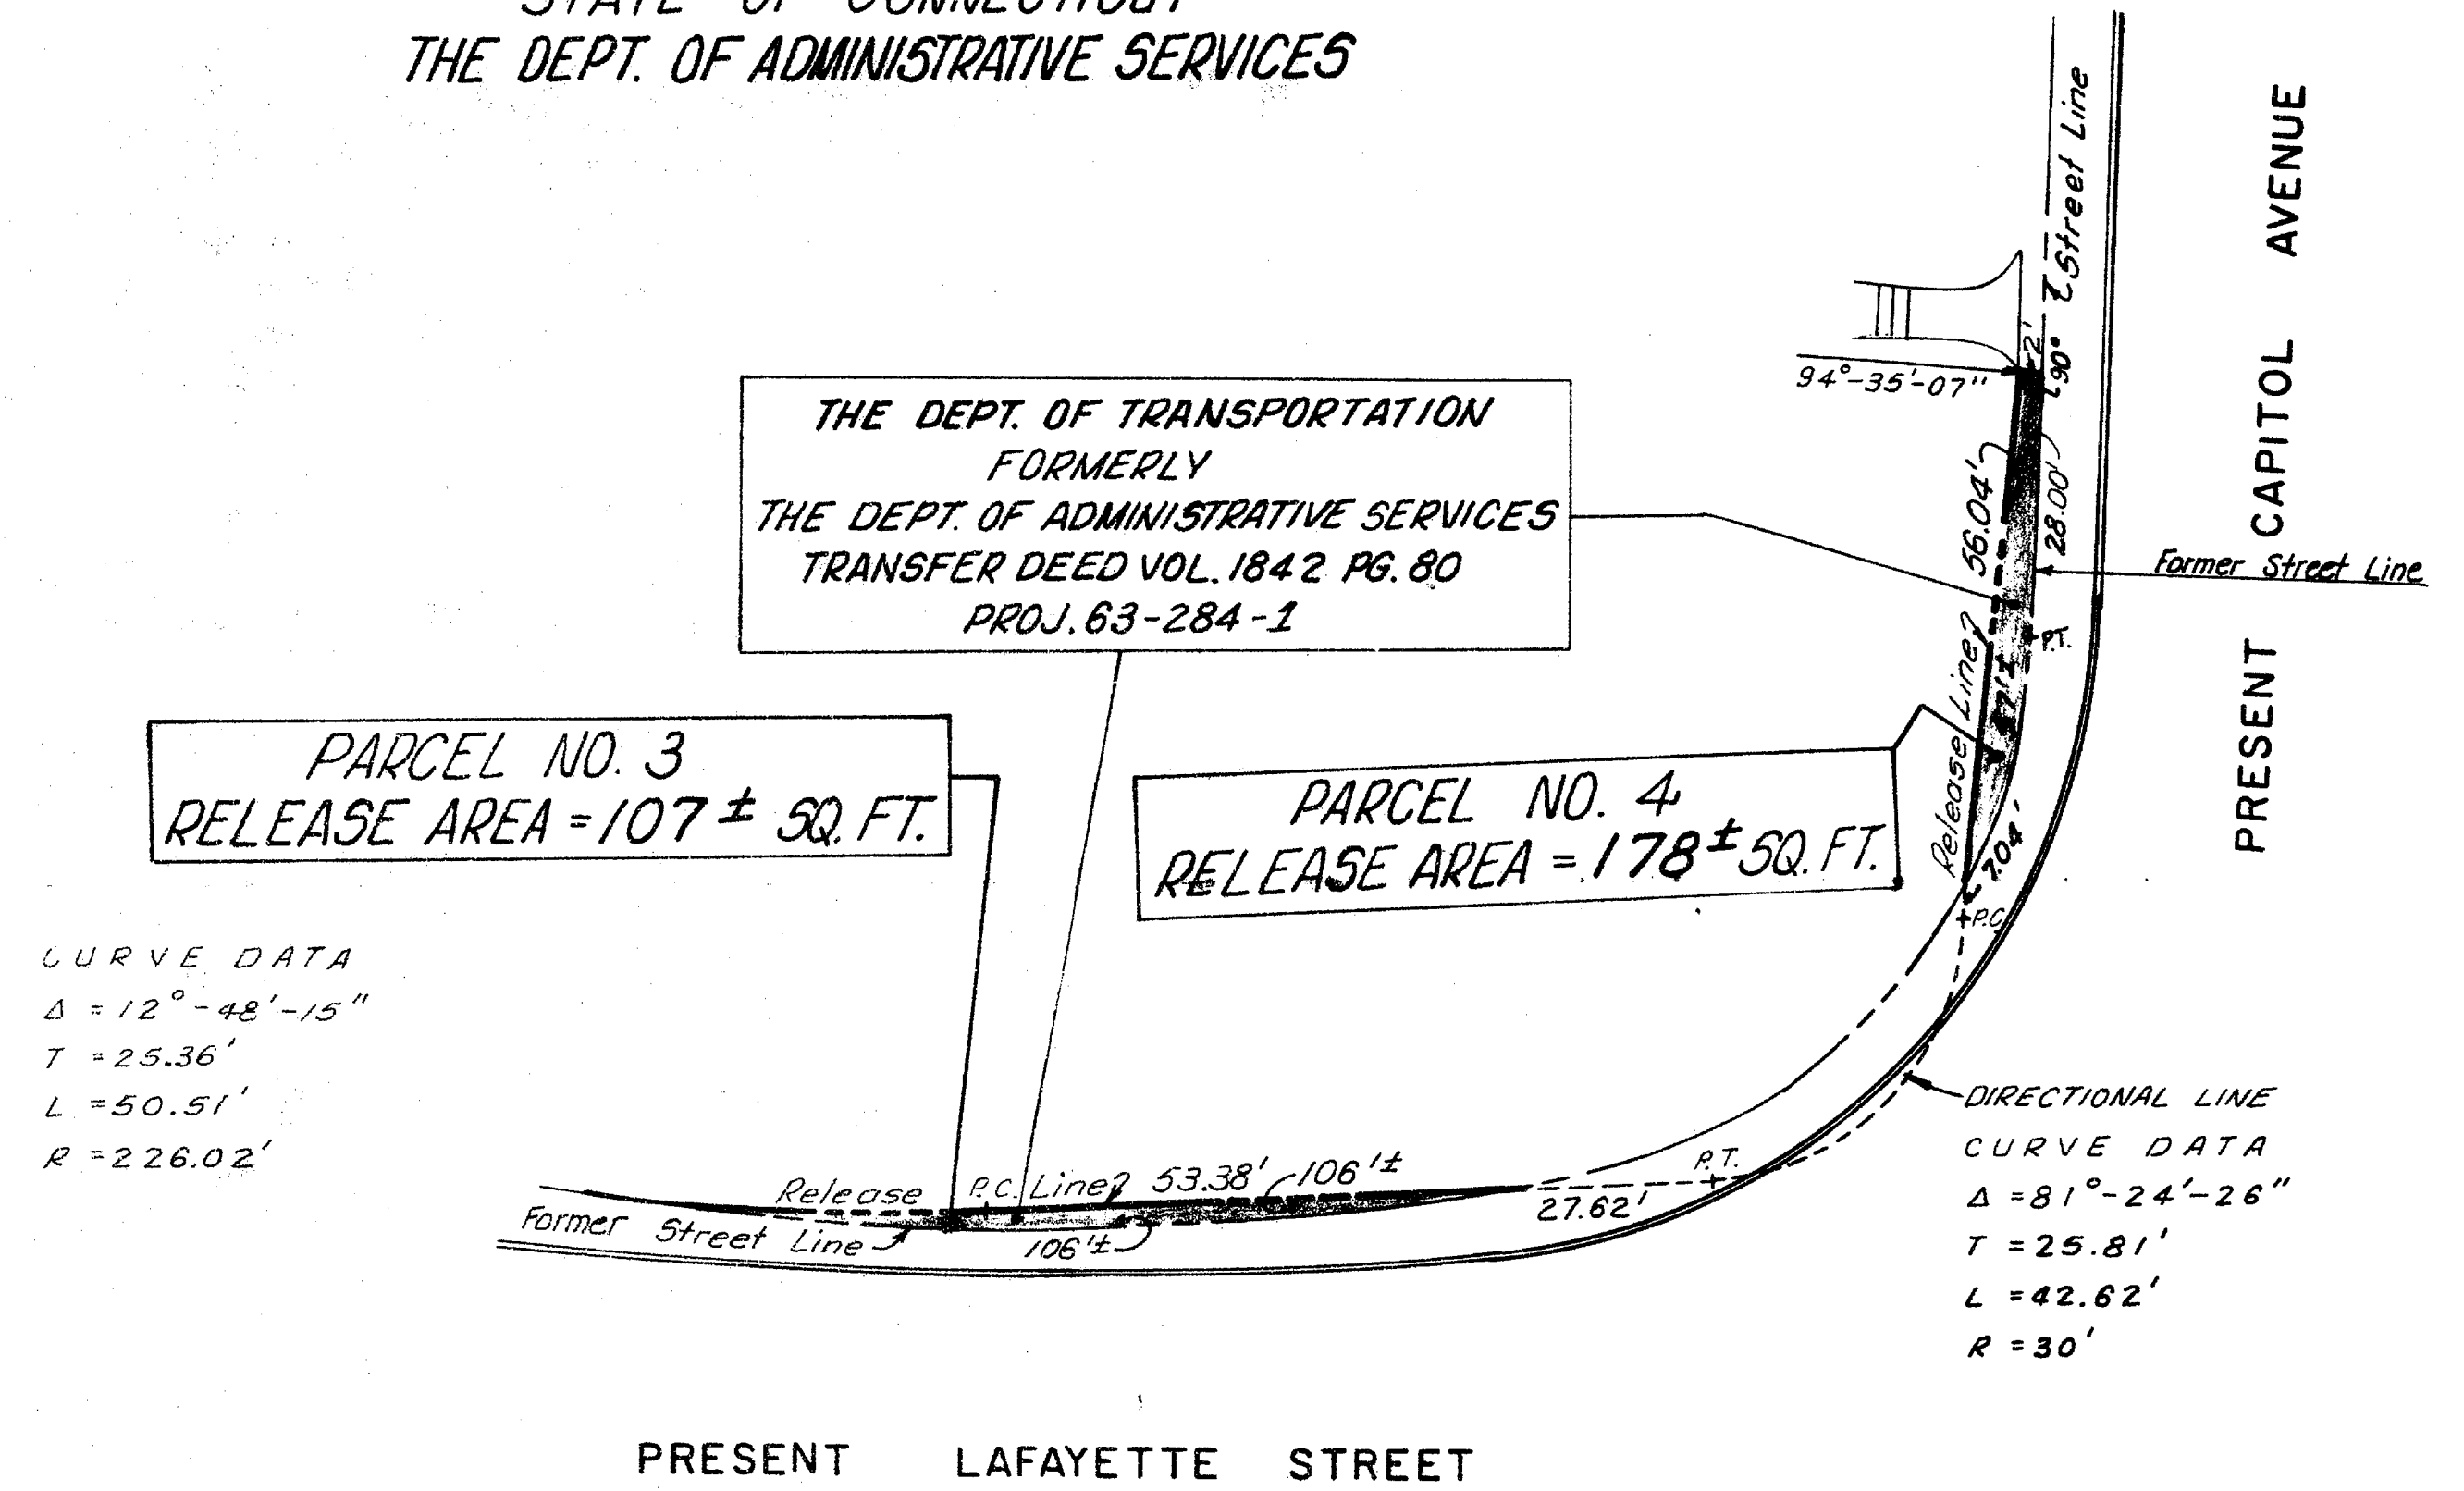 STATE OF CONNECTICUT
THE DEPT. OF ADMINISTRATIVE SERVICES
Street Line
PRESENT CAPITOL AVENUE
2'
90°
94°-35'-07"
THE DEPT. OF TRANSPORTATION
FORMERLY
THE DEPT. OF ADMINISTRATIVE SERVICES
TRANSFER DEED VOL. 1842 PG. 80
PROJ. 63-284-1
56.04'
28.00'
Former Street Line
P.T.
Release Line
PARCEL NO. 3
RELEASE AREA = 107 ± SQ. FT.
PARCEL NO. 4
RELEASE AREA = 178 ± SQ. FT.
7.04'
P.C.
CURVE DATA
Δ = 12°-48'-15"
T = 25.36'
L = 50.51'
R = 226.02'
DIRECTIONAL LINE
CURVE DATA
Δ = 81°-24'-26"
T = 25.81'
L = 42.62'
R = 30'
Release P.C. Line 53.38' 106'±
P.T.
27.62'
Former Street Line
106'±
PRESENT LAFAYETTE STREET